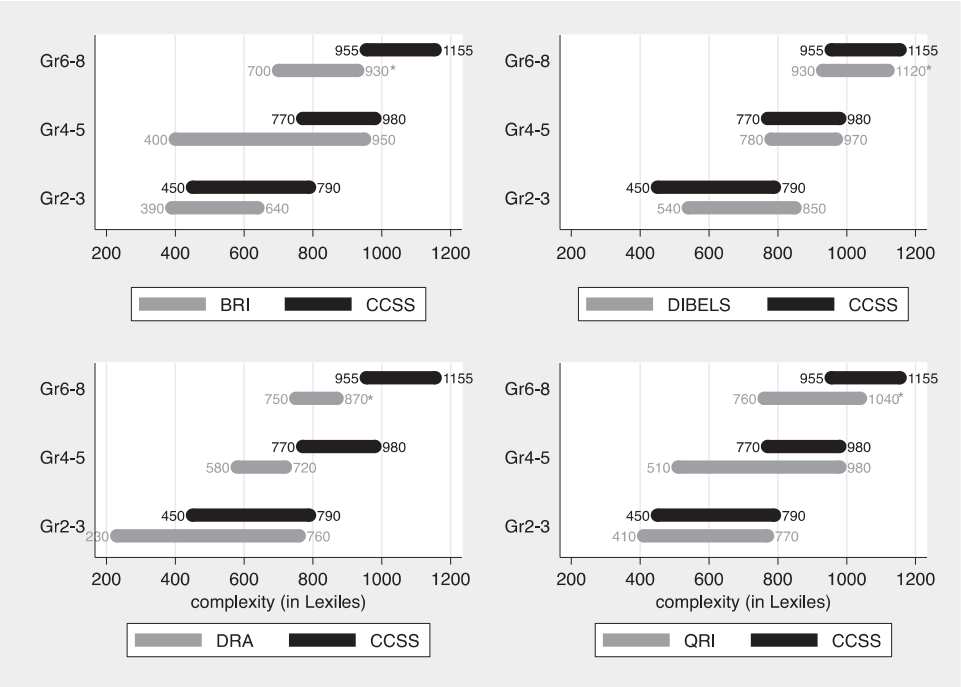 955 1155
Gr6-8
700 930*
770 980
Gr4-5
400 950
450 790
Gr2-3
390 640
200 400 600 800 1000 1200
BRI CCSS
955 1155
Gr6-8
930 1120*
770 980
Gr4-5
780 970
450 790
Gr2-3
540 850
200 400 600 800 1000 1200
DIBELS CCSS
955 1155
Gr6-8
750 870*
770 980
Gr4-5
580 720
450 790
Gr2-3
230 760
200 400 600 800 1000 1200
complexity (in Lexiles)
DRA CCSS
955 1155
Gr6-8
760 1040*
770 980
Gr4-5
510 980
450 790
Gr2-3
410 770
200 400 600 800 1000 1200
complexity (in Lexiles)
QRI CCSS